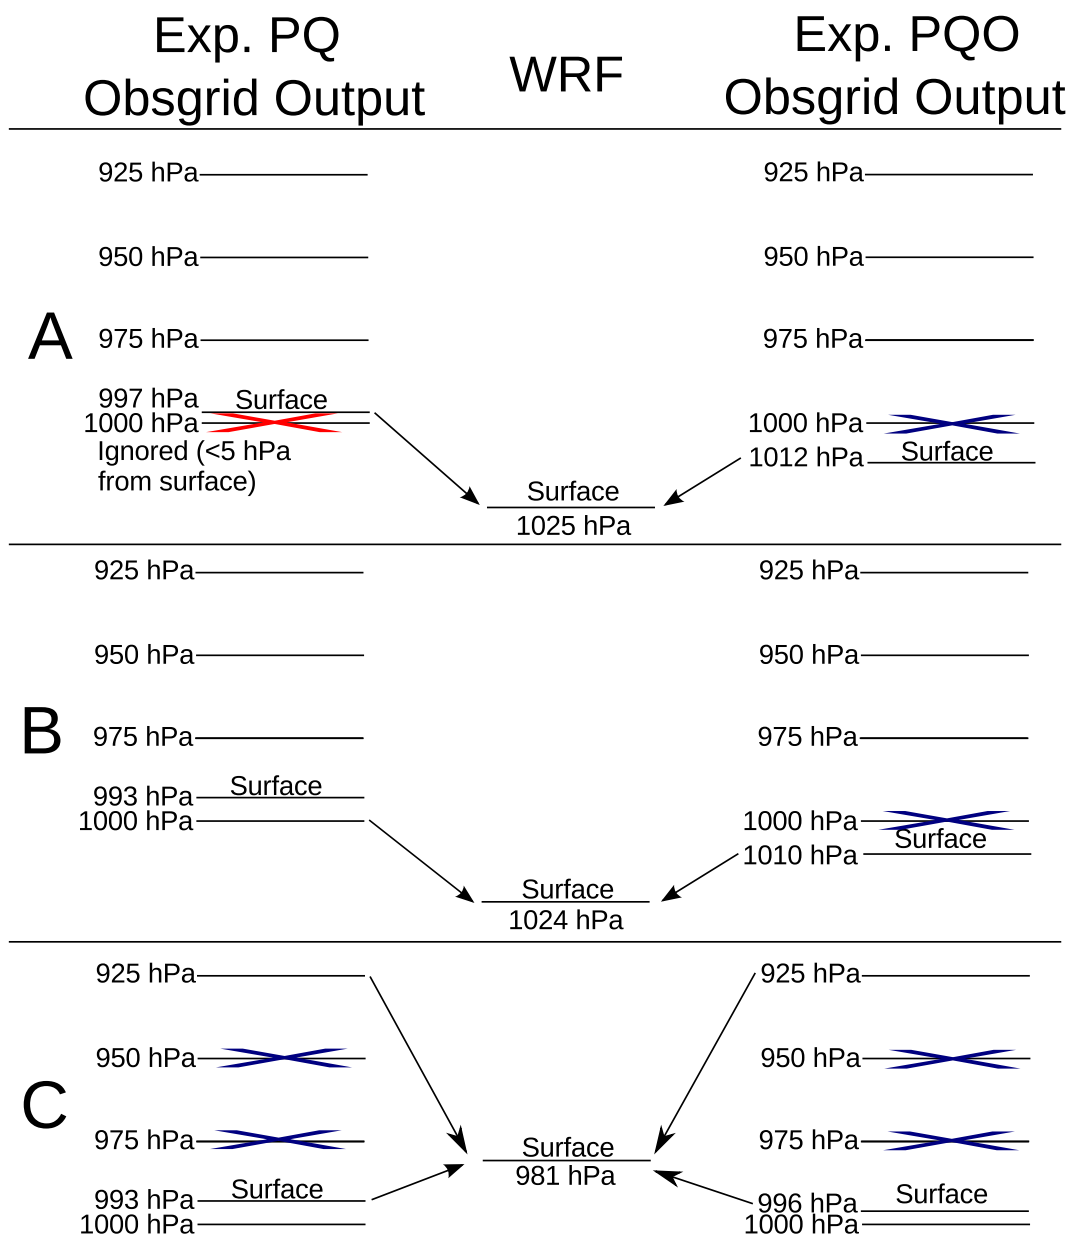 Exp. PQ
Obsgrid Output
WRF
Exp. PQO
Obsgrid Output
A
925 hPa
950 hPa
975 hPa
997 hPa
Surface
1000 hPa
Ignored (<5 hPa
from surface)
Surface
1025 hPa
925 hPa
950 hPa
975 hPa
1000 hPa
1012 hPa
Surface
B
925 hPa
950 hPa
975 hPa
993 hPa
Surface
1000 hPa
Surface
1024 hPa
925 hPa
950 hPa
975 hPa
1000 hPa
Surface
1010 hPa
C
925 hPa
950 hPa
975 hPa
993 hPa
Surface
1000 hPa
Surface
981 hPa
925 hPa
950 hPa
975 hPa
996 hPa
Surface
1000 hPa